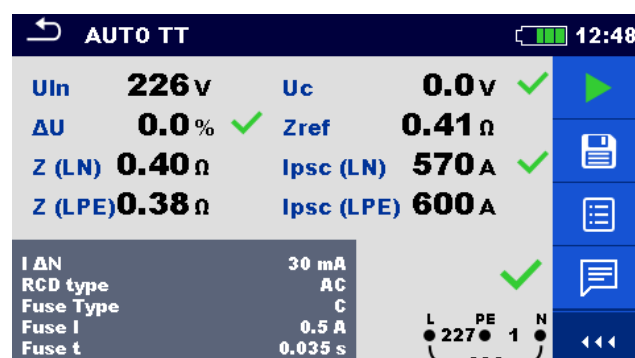 AUTO TT 12:48
Uln 226 V Uc 0.0 V
ΔU 0.0 % Zref 0.41 Ω
Z (LN) 0.40 Ω Ipsc (LN) 570 A
Z (LPE) 0.38 Ω Ipsc (LPE) 600 A
I ΔN 30 mA
RCD type AC
Fuse Type C
Fuse I 0.5 A
Fuse t 0.035 s
L PE N
227 1